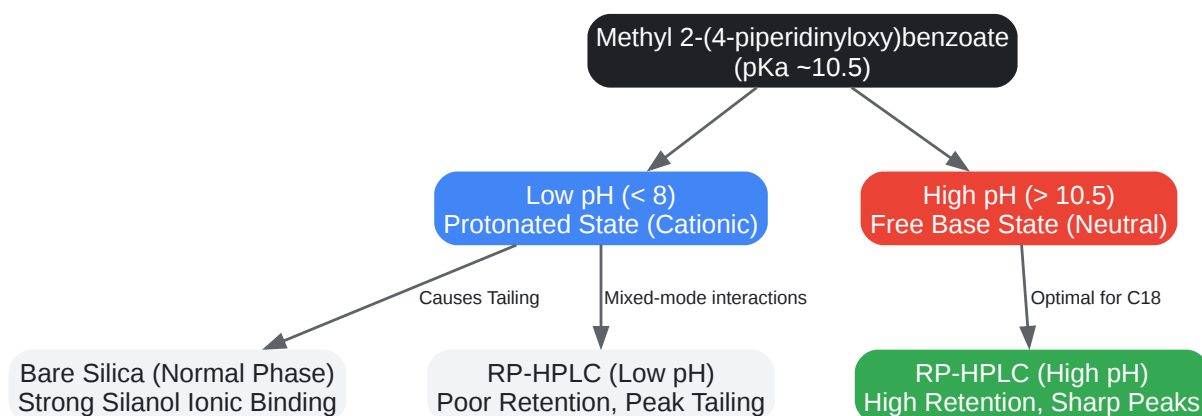 Methyl 2-(4-piperidinyloxy)benzoate
(pKa ~10.5)
Low pH (< 8)
Protonated State (Cationic)
High pH (> 10.5)
Free Base State (Neutral)
Causes Tailing
Mixed-mode interactions
Optimal for C18
Bare Silica (Normal Phase)
Strong Silanol Ionic Binding
RP-HPLC (Low pH)
Poor Retention, Peak Tailing
RP-HPLC (High pH)
High Retention, Sharp Peaks